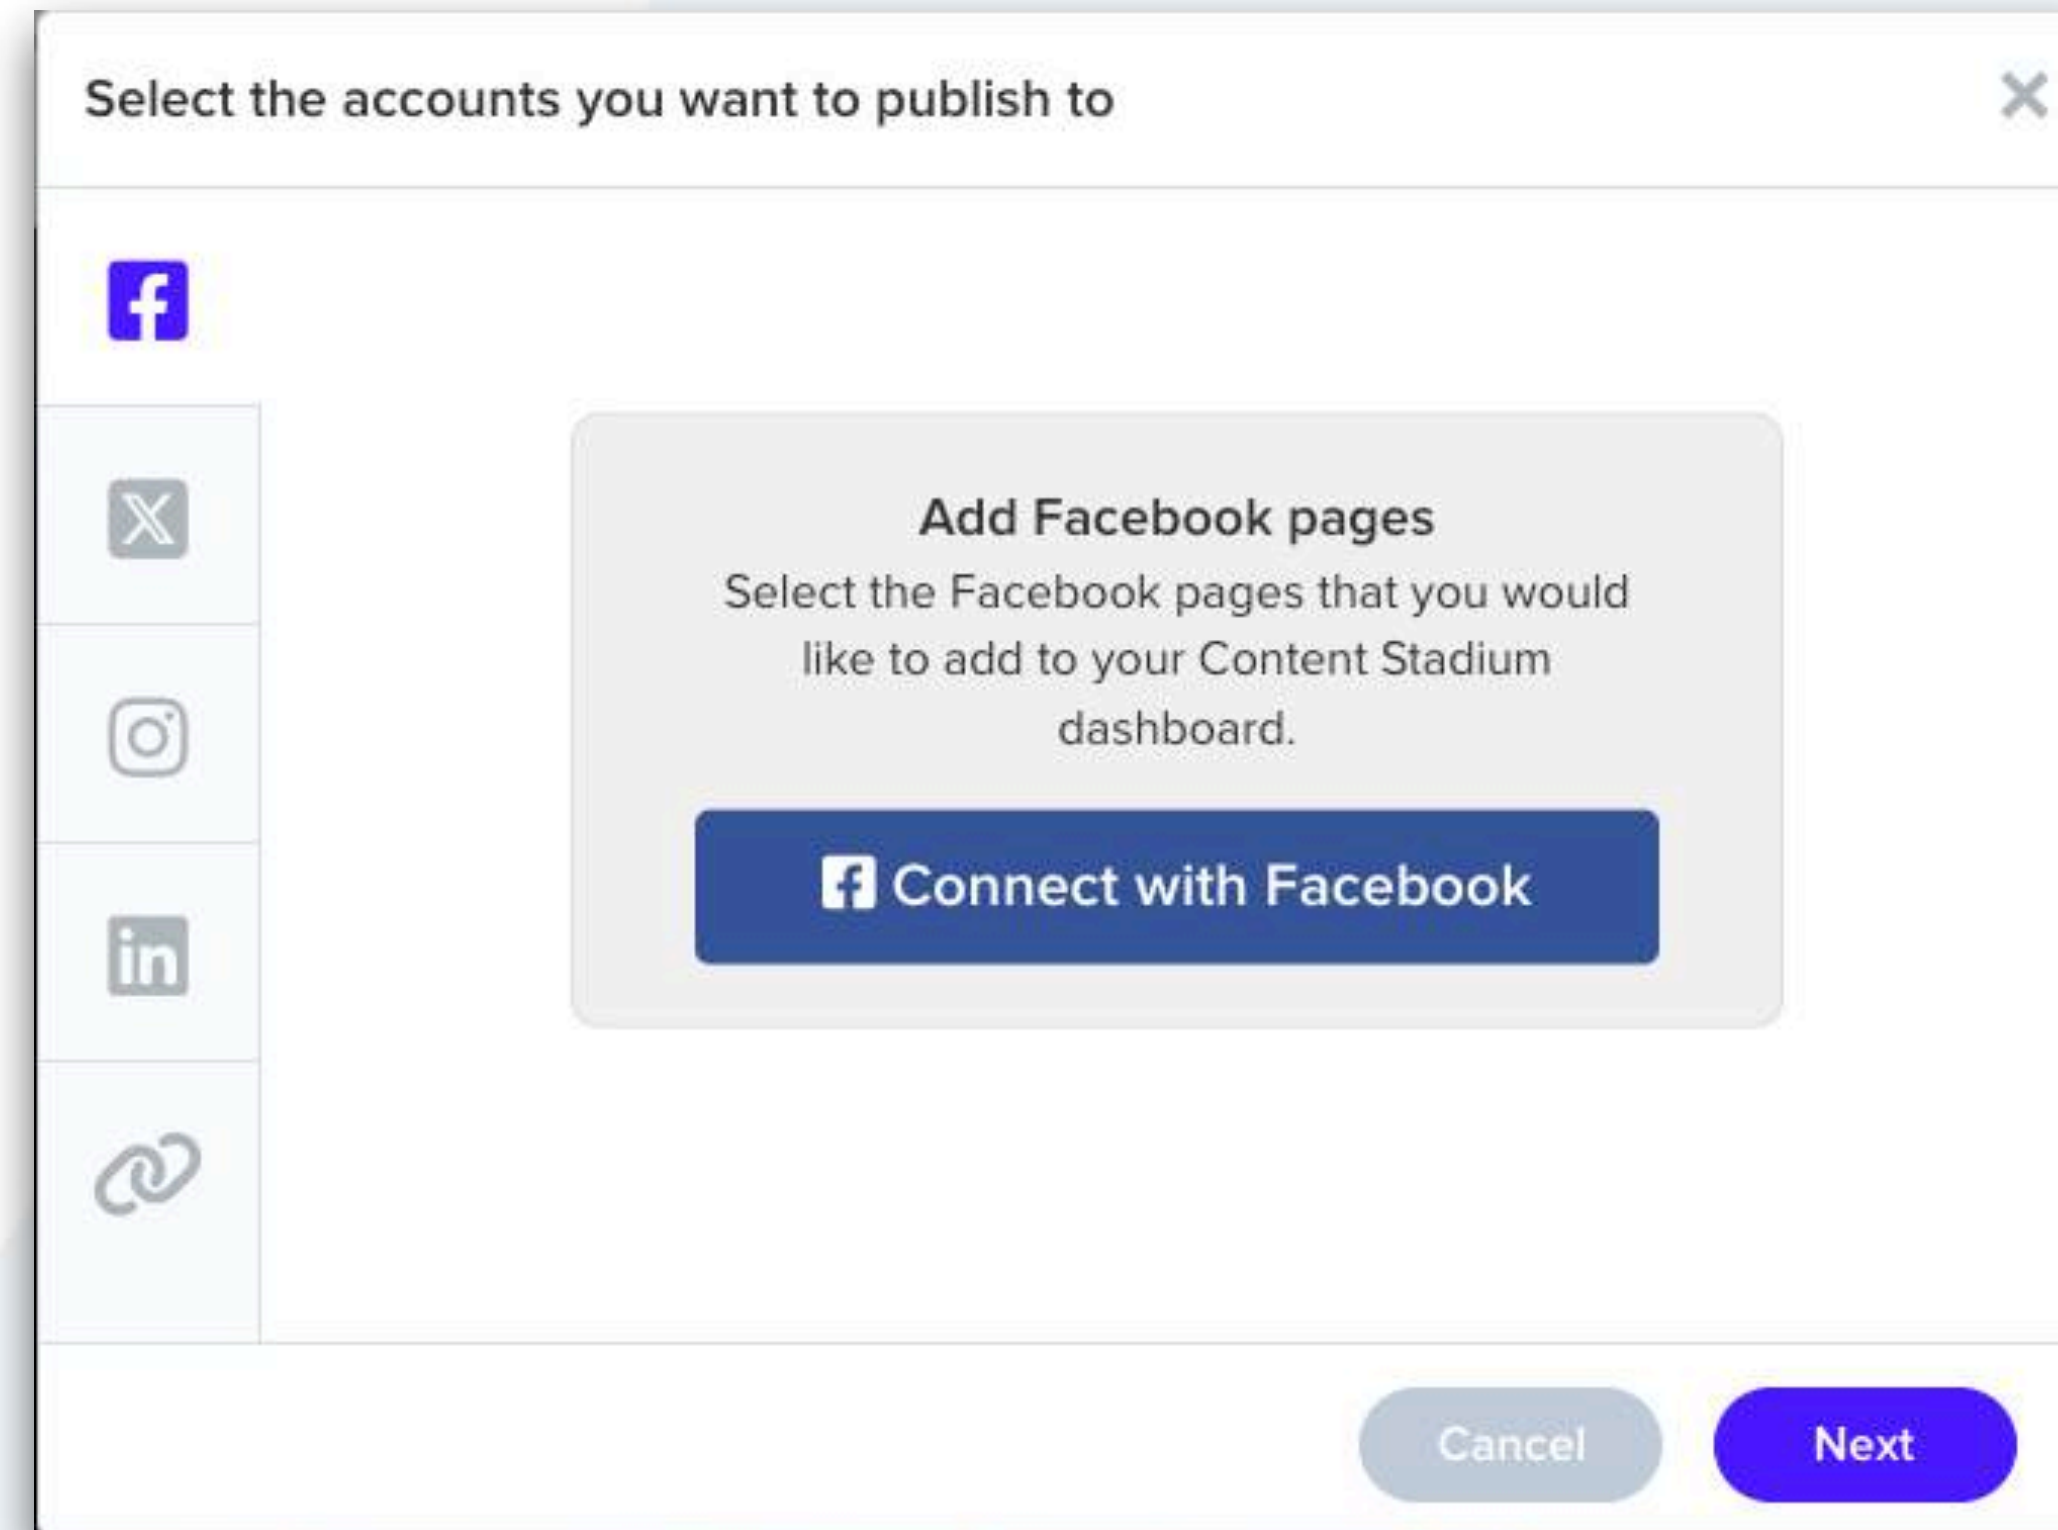 Select the accounts you want to publish to
Add Facebook pages
Select the Facebook pages that you would
like to add to your Content Stadium
dashboard.
Connect with Facebook
Cancel
Next